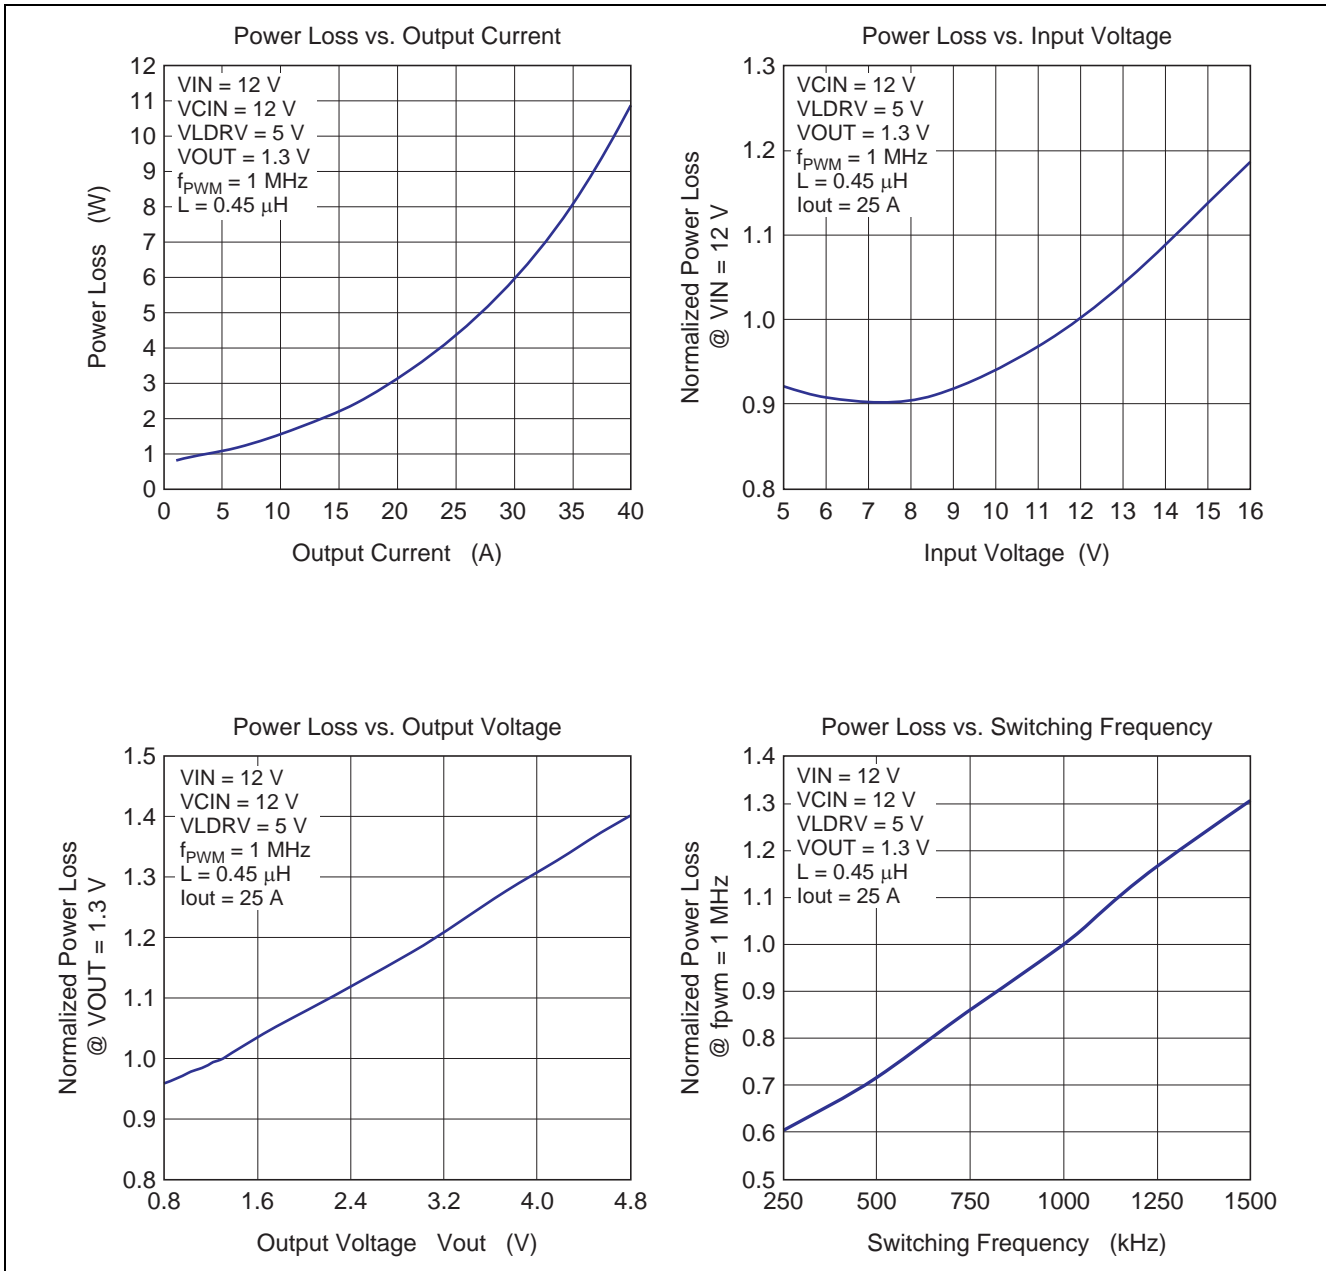 Power Loss vs. Output Current
12
11
10
9
8
7
6
5
4
3
2
1
0
Power Loss (W)
VIN = 12 V
VCIN = 12 V
VLDRV = 5 V
VOUT = 1.3 V
fPWM = 1 MHz
L = 0.45 μH
0 5 10 15 20 25 30 35 40
Output Current (A)
Power Loss vs. Input Voltage
1.3
1.2
1.1
1.0
0.9
0.8
Normalized Power Loss
@ VIN = 12 V
VCIN = 12 V
VLDRV = 5 V
VOUT = 1.3 V
fPWM = 1 MHz
L = 0.45 μH
Iout = 25 A
5 6 7 8 9 10 11 12 13 14 15 16
Input Voltage (V)
Power Loss vs. Output Voltage
1.5
1.4
1.3
1.2
1.1
1.0
0.9
0.8
Normalized Power Loss
@ VOUT = 1.3 V
VIN = 12 V
VCIN = 12 V
VLDRV = 5 V
fPWM = 1 MHz
L = 0.45 μH
Iout = 25 A
0.8 1.6 2.4 3.2 4.0 4.8
Output Voltage Vout (V)
Power Loss vs. Switching Frequency
1.4
1.3
1.2
1.1
1.0
0.9
0.8
0.7
0.6
0.5
Normalized Power Loss
@ fpwm = 1 MHz
VIN = 12 V
VCIN = 12 V
VLDRV = 5 V
VOUT = 1.3 V
L = 0.45 μH
Iout = 25 A
250 500 750 1000 1250 1500
Switching Frequency (kHz)